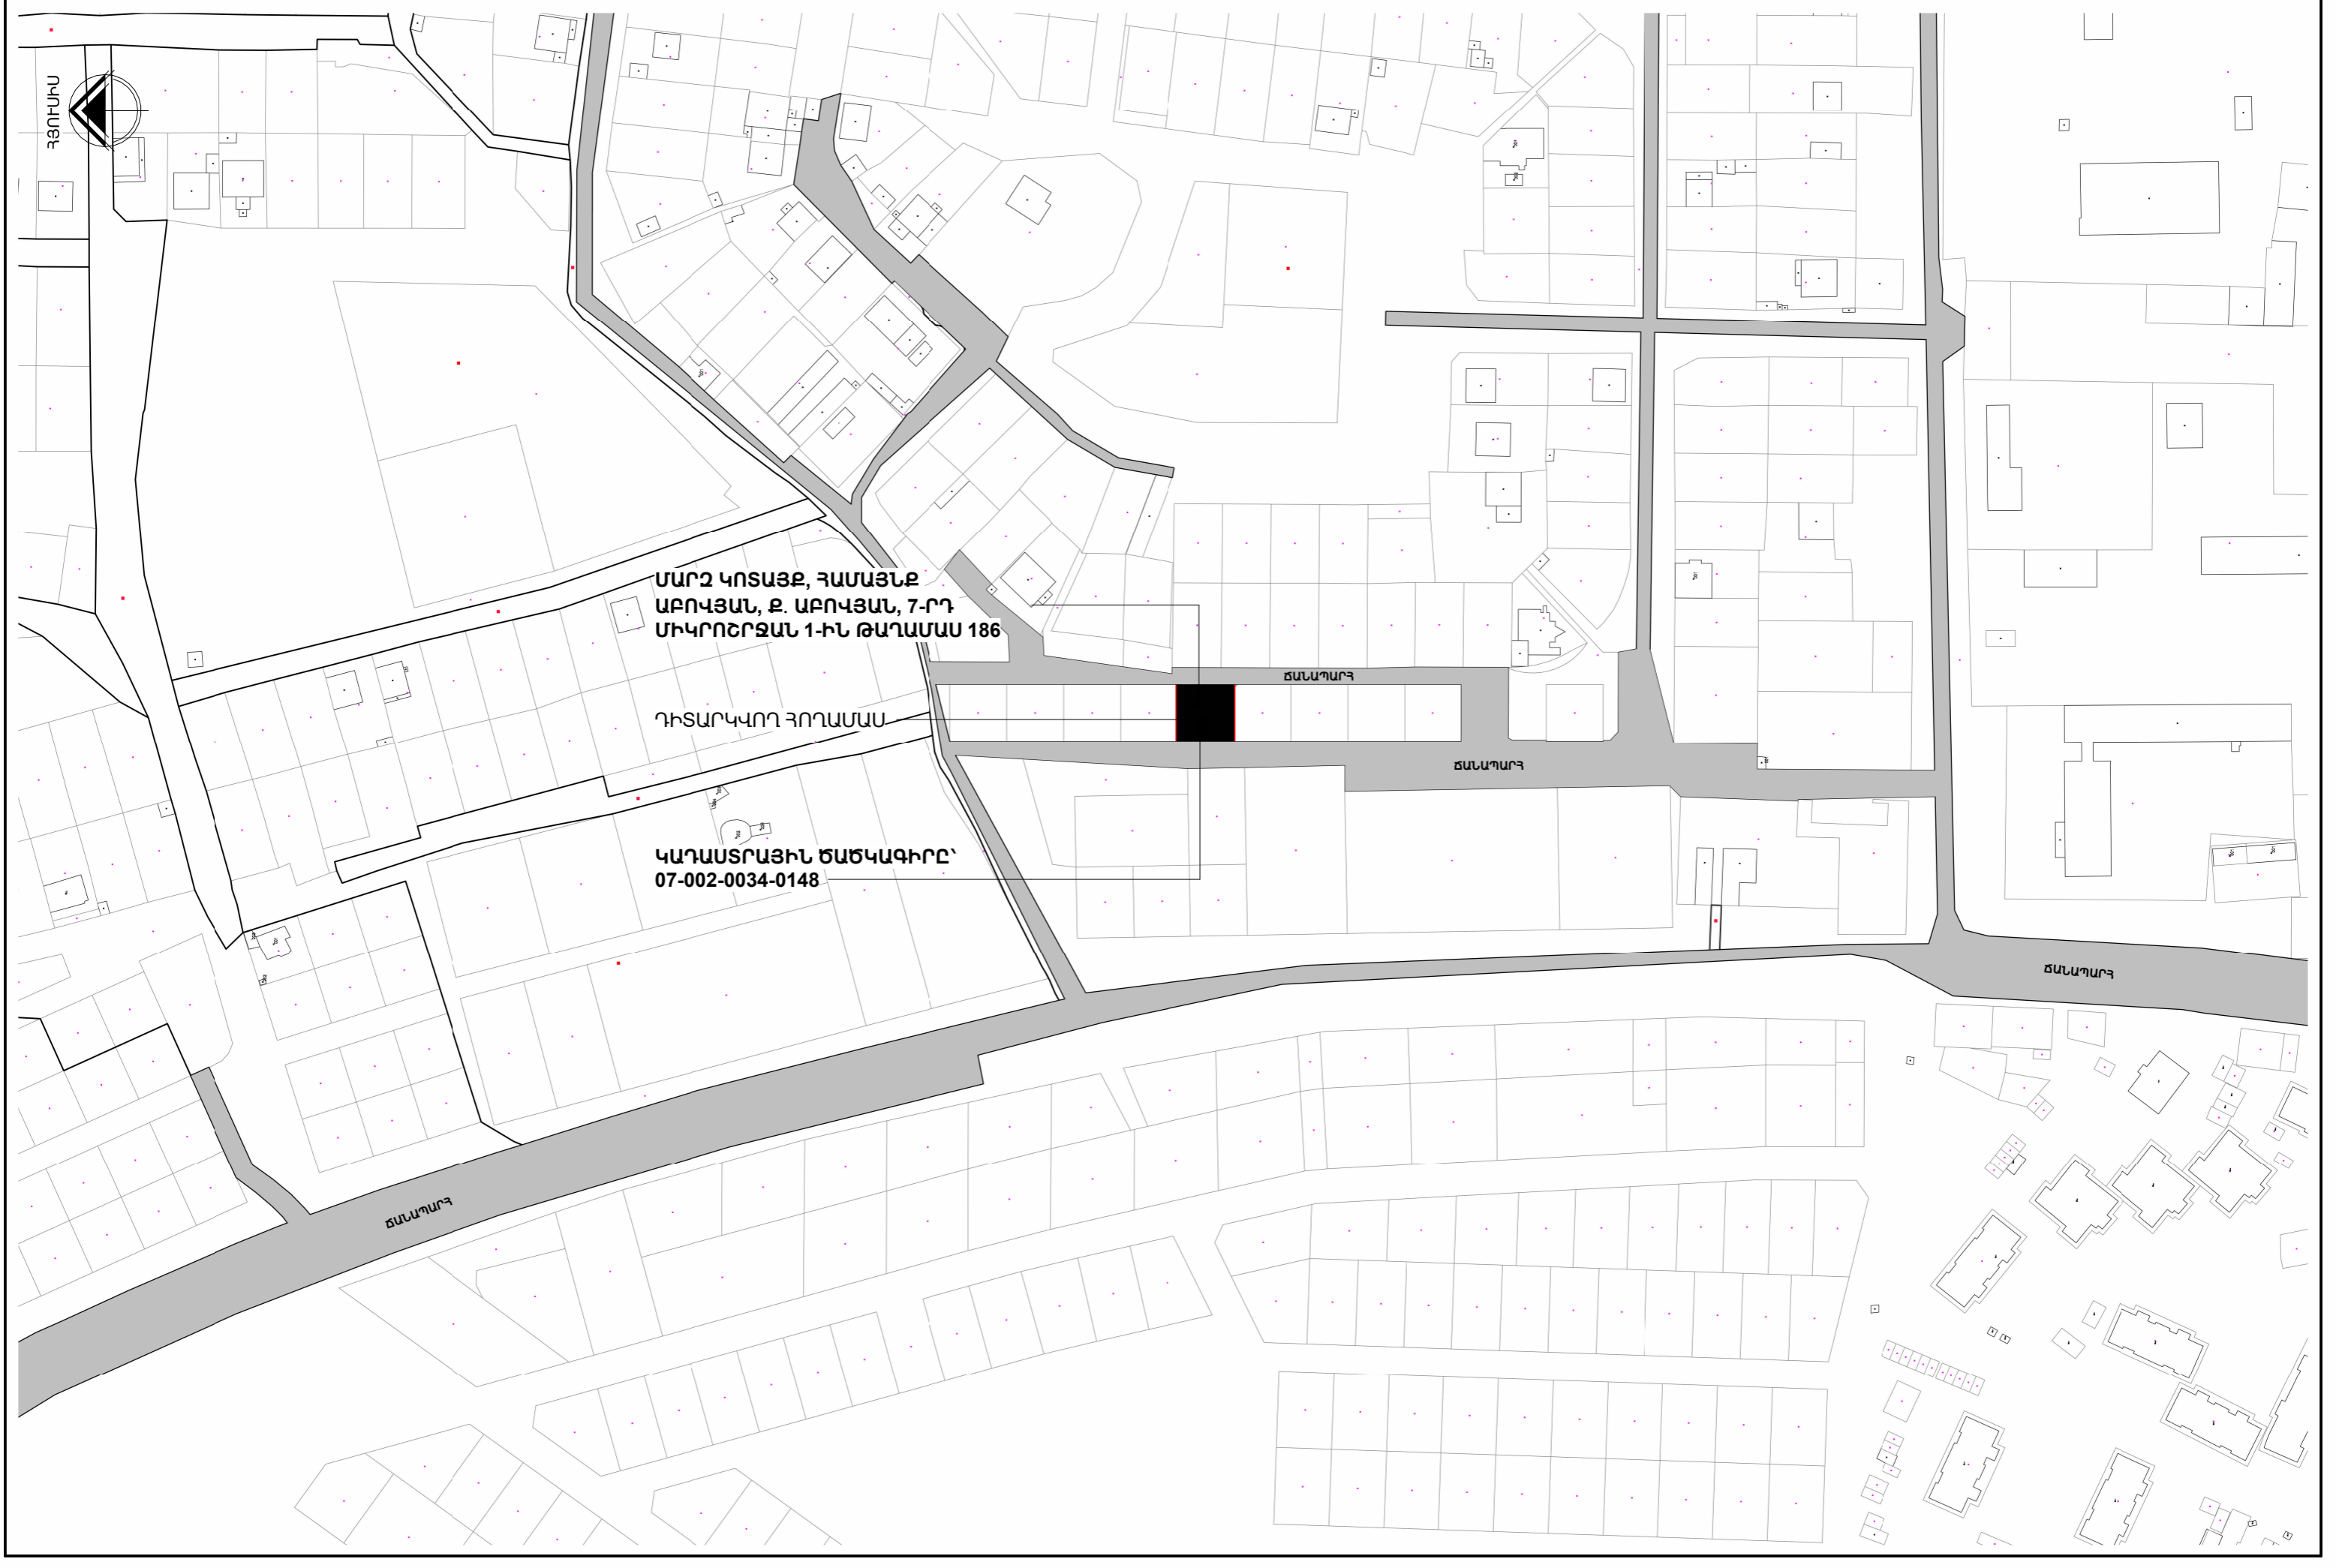 ՀՅՈՒՍԻՍ
ՄԱՐԶ ԿՈՏԱՅՔ, ՀԱՄԱՅՆՔ
ԱԲՈՎՅԱՆ, Ք. ԱԲՈՎՅԱՆ, 7-ՐԴ
ՄԻԿՐՈՇՐՋԱՆ 1-ԻՆ ԹԱՂԱՄԱՍ 186
ՃԱՆԱՊԱՐՀ
ԴԻՏԱՐԿՎՈՂ ՀՈՂԱՄԱՍ
ՃԱՆԱՊԱՐՀ
ԿԱԴԱՍՏՐԱՅԻՆ ԾԱԾԿԱԳԻՐԸ՝
07-002-0034-0148
ՃԱՆԱՊԱՐՀ
ՃԱՆԱՊԱՐՀ